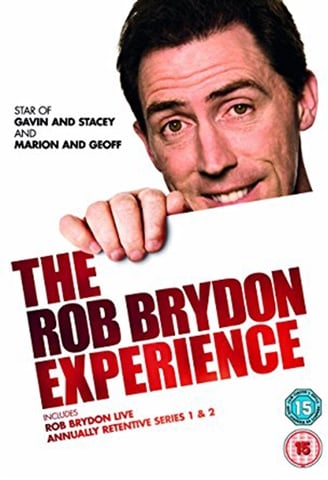 STAR OF
GAVIN AND STACEY
AND
MARION AND GEOFF
THE
ROB BRYDON
EXPERIENCE
INCLUDES
ROB BRYDON LIVE
ANNUALLY RETENTIVE SERIES 1 & 2
15
15